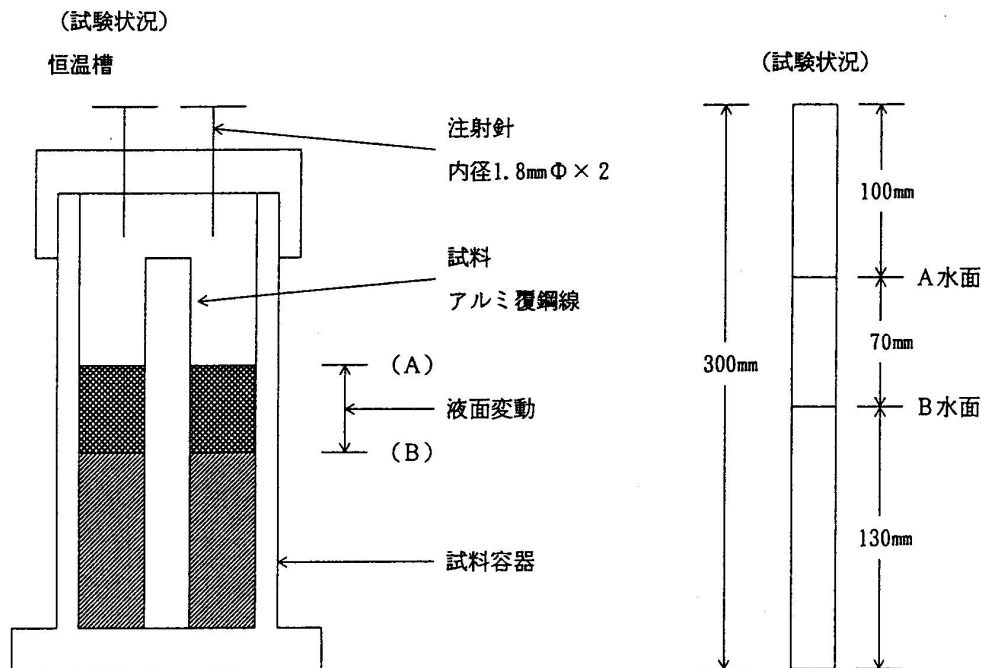 （試験状況）
恒温槽
注射針
内径1.8mmΦ×2
試料
アルミ覆鋼線
（A）
液面変動
（B）
試料容器
（試験状況）
100mm
A水面
70mm
300mm
B水面
130mm